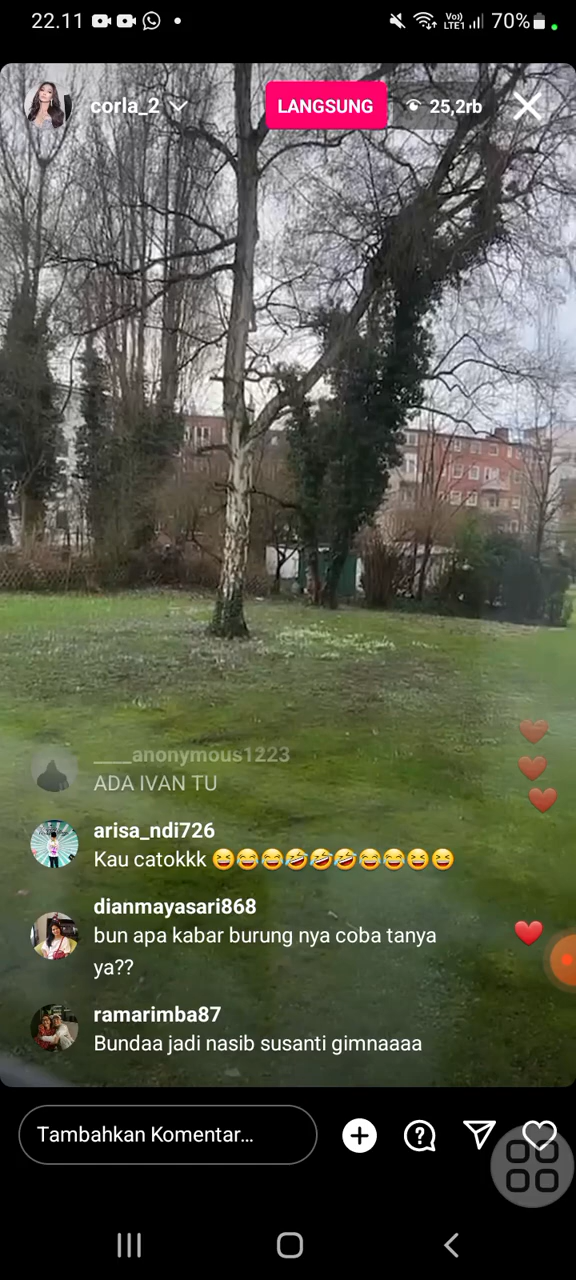 22.11 Vo)) LTE1 70%
corla_2 LANGSUNG 25,2rb
____anonymous1223
ADA IVAN TU
arisa_ndi726
Kau catokkk 😆😂😂🤣🤣🤣😂😂😆😆
dianmayasari868
bun apa kabar burung nya coba tanya
ya??
ramarimba87
Bundaa jadi nasib susanti gimnaaaa
Tambahkan Komentar...